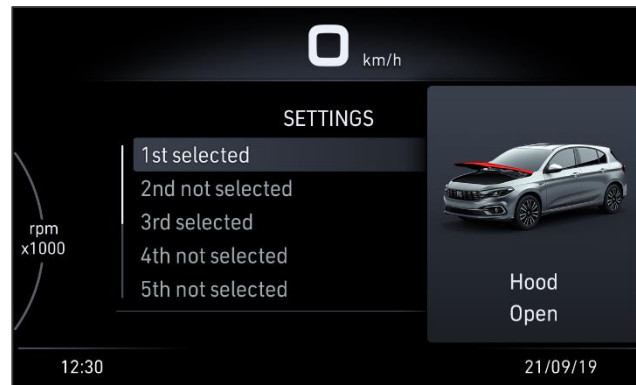 0 km/h
SETTINGS
1st selected
2nd not selected
3rd selected
4th not selected
5th not selected
rpm
x1000
Hood
Open
12:30
21/09/19